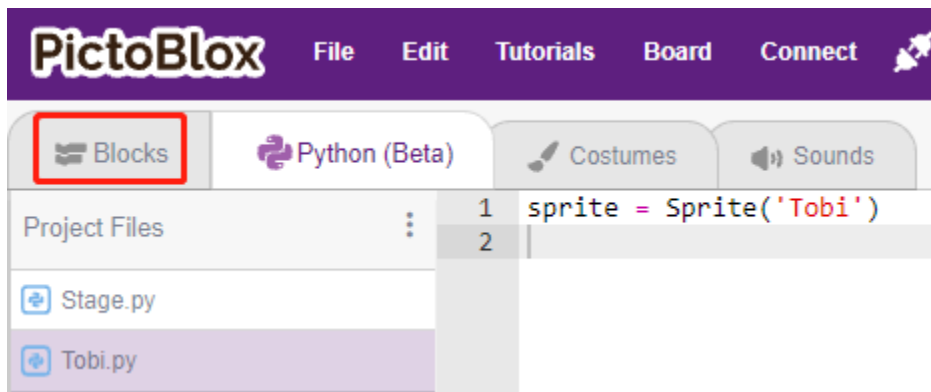 PictoBlox File Edit Tutorials Board Connect
Blocks Python (Beta) Costumes Sounds
Project Files
1 sprite = Sprite('Tobi')
2
Stage.py
Tobi.py